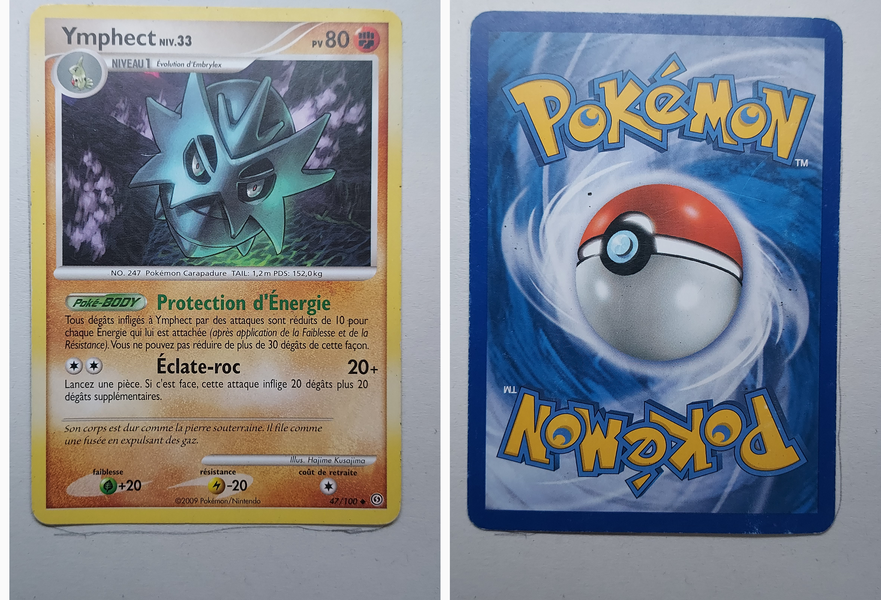 Ymphect NIV.33
PV 80
NIVEAU 1 Évolution d'Embrylex
NO. 247 Pokémon Carapadure TAIL: 1,2 m PDS: 152,0 kg
Poké-BODY Protection d'Énergie
Tous dégâts infligés à Ymphect par des attaques sont réduits de 10 pour
chaque Énergie qui lui est attachée (après application de la Faiblesse et de la
Résistance). Vous ne pouvez pas réduire de plus de 30 dégâts de cette façon.
Éclate-roc 20+
Lancez une pièce. Si c'est face, cette attaque inflige 20 dégâts plus 20
dégâts supplémentaires.
Son corps est dur comme la pierre souterraine. Il file comme
une fusée en expulsant des gaz.
Illus. Hajime Kusajima
faiblesse résistance coût de retraite
+20 -20
©2009 Pokémon/Nintendo 47/100
POKéMON
TM
TM
POKéMON